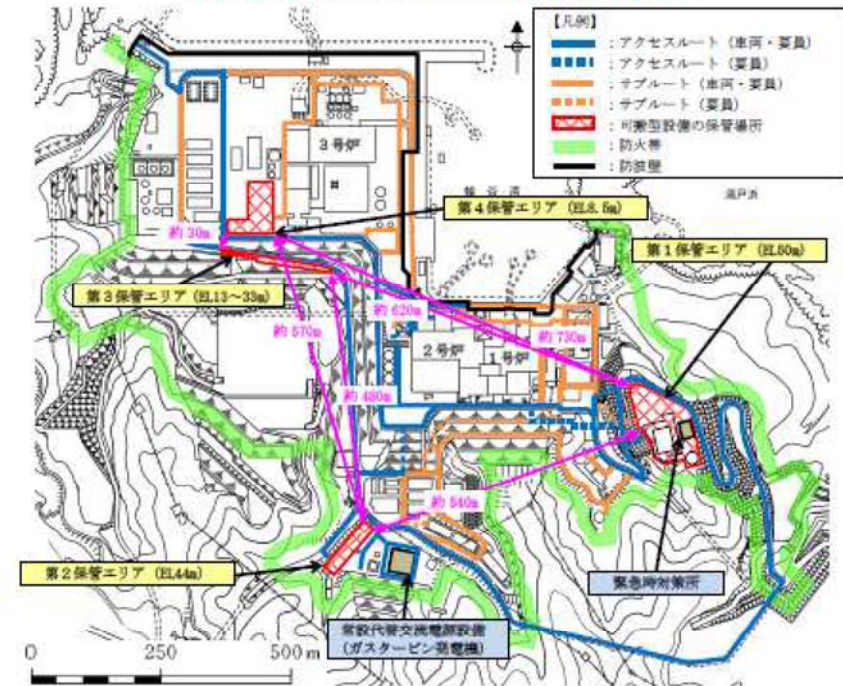 【凡例】
：アクセスルート（車両・要員）
：アクセスルート（要員）
：サブルート（車両・要員）
：サブルート（要員）
：可搬型設備の保管場所
：防火帯
：防波壁
3号炉
第4保管エリア（EL8.5m）
第1保管エリア（EL50m）
約30m
第3保管エリア（EL13～33m）
約620m
約570m
約730m
2号炉
1号炉
約480m
約540m
第2保管エリア（EL44m）
緊急時対策所
常設代替交流電源設備
（ガスタービン発電機）
0
250
500m